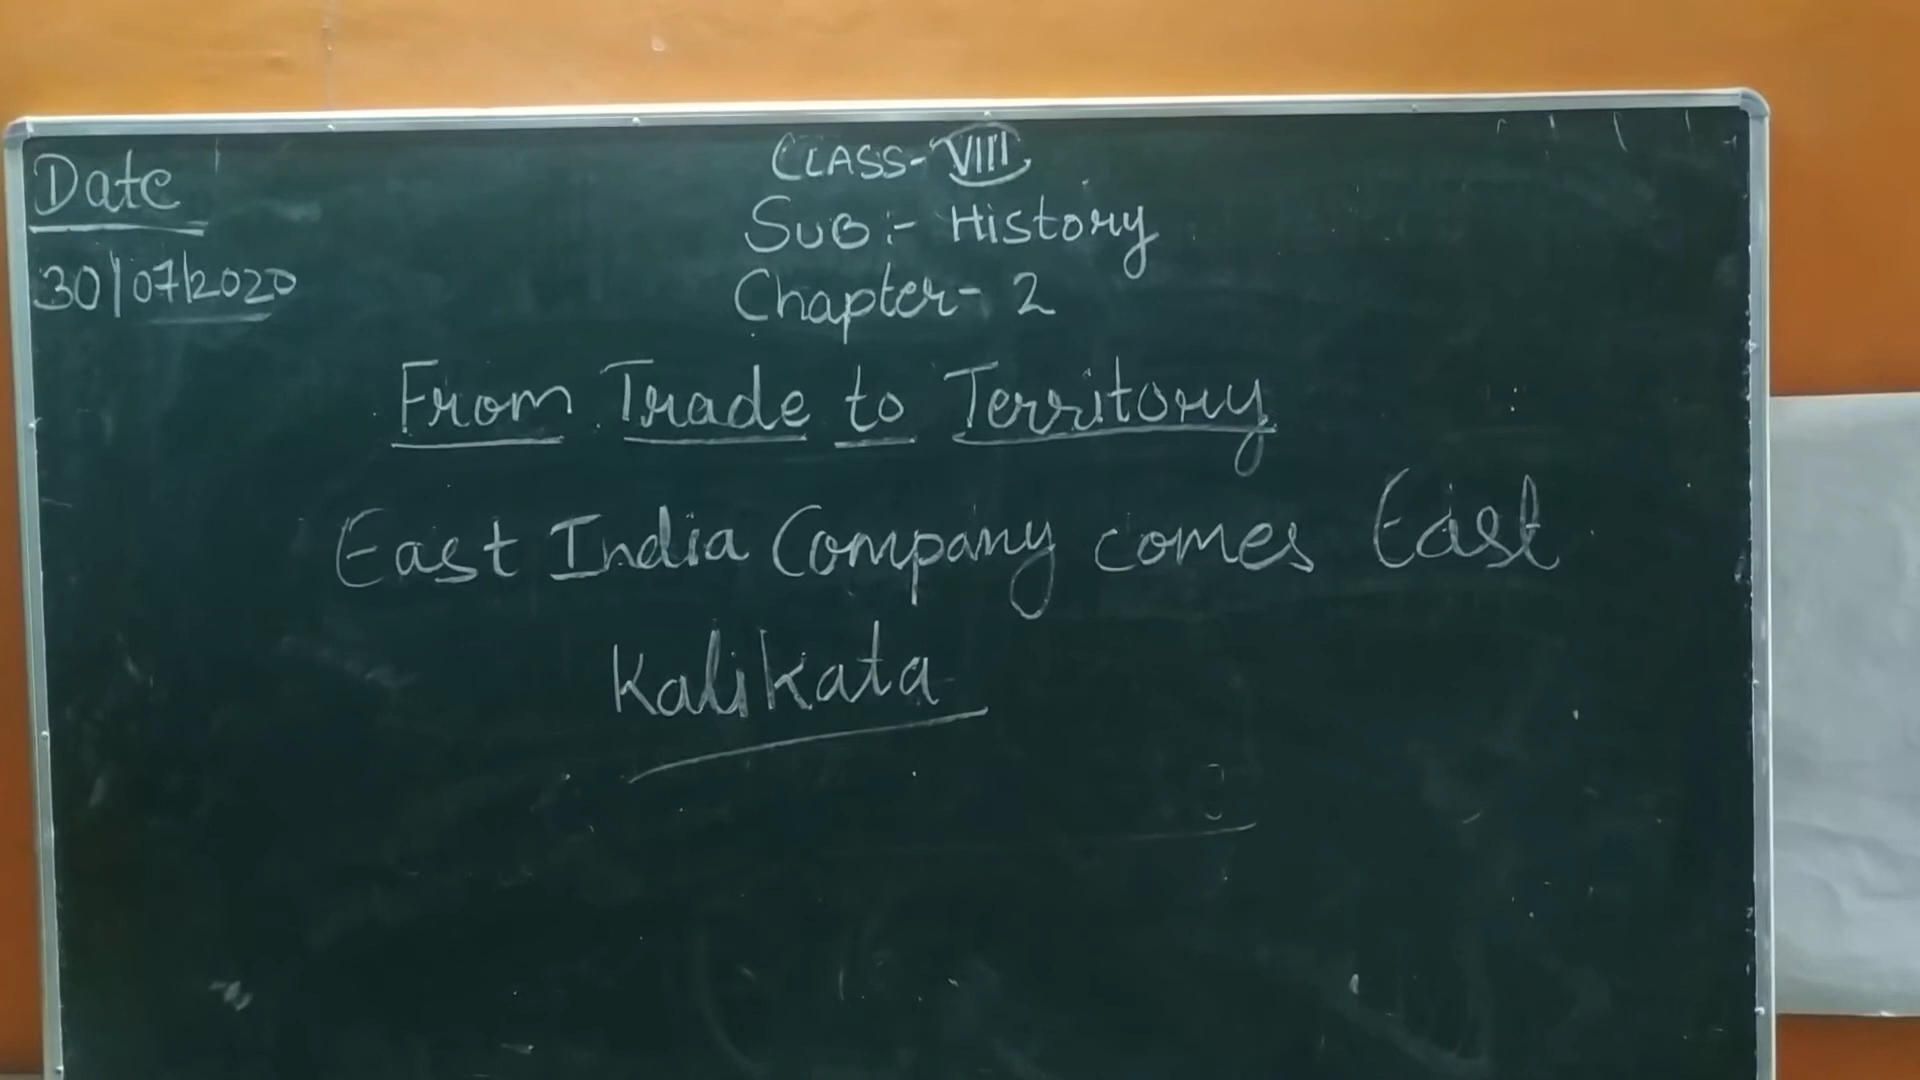 Date
30/07/2020
CLASS-VIII
SUB:- History
Chapter- 2
From Trade to Territory
East India Company comes East
Kalikata